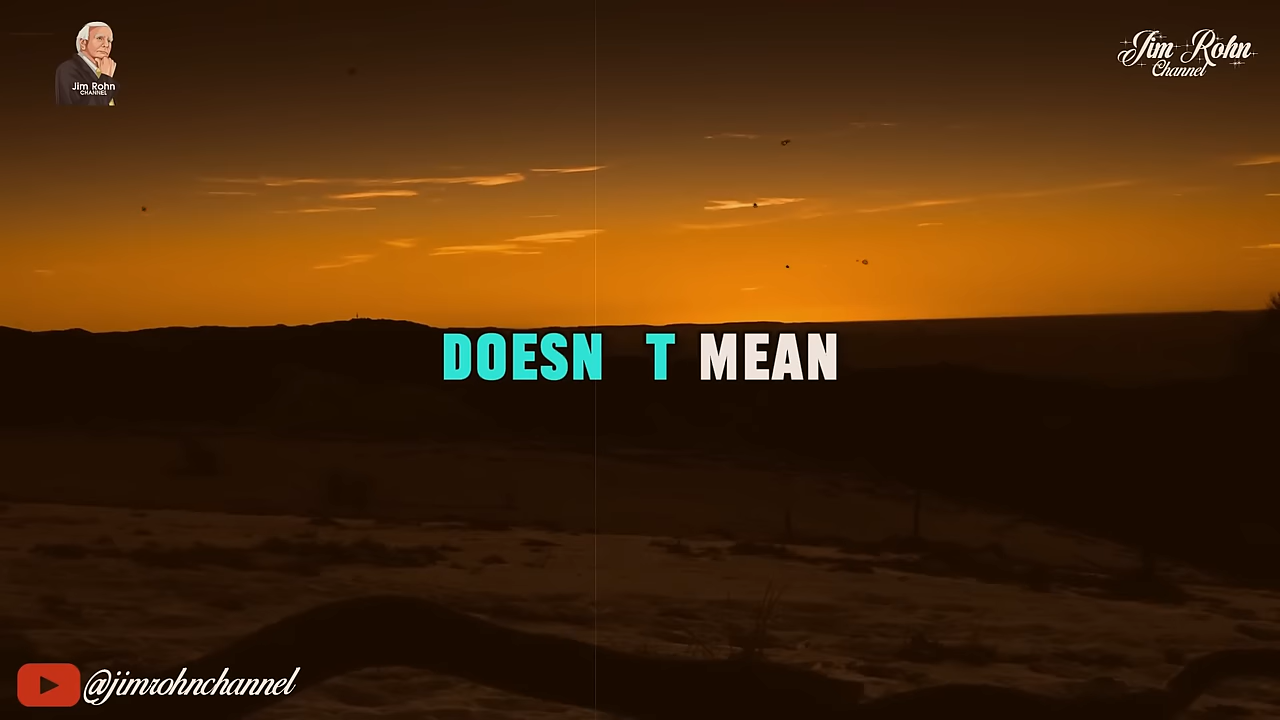 Jim Rohn
CHANNEL
Jim Rohn
Channel
DOESN T MEAN
@jimrohnchannel